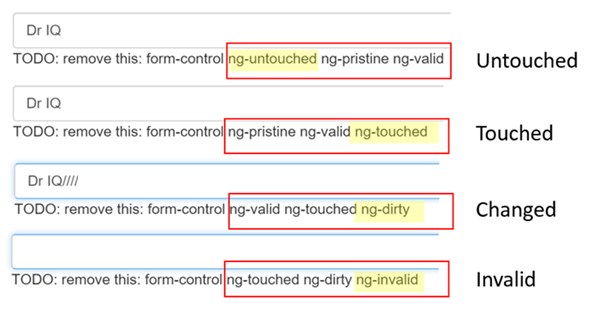 Dr IQ
TODO: remove this: form-control ng-untouched ng-pristine ng-valid
Untouched
Dr IQ
TODO: remove this: form-control ng-pristine ng-valid ng-touched
Touched
Dr IQ////
TODO: remove this: form-control ng-valid ng-touched ng-dirty
Changed
TODO: remove this: form-control ng-touched ng-dirty ng-invalid
Invalid